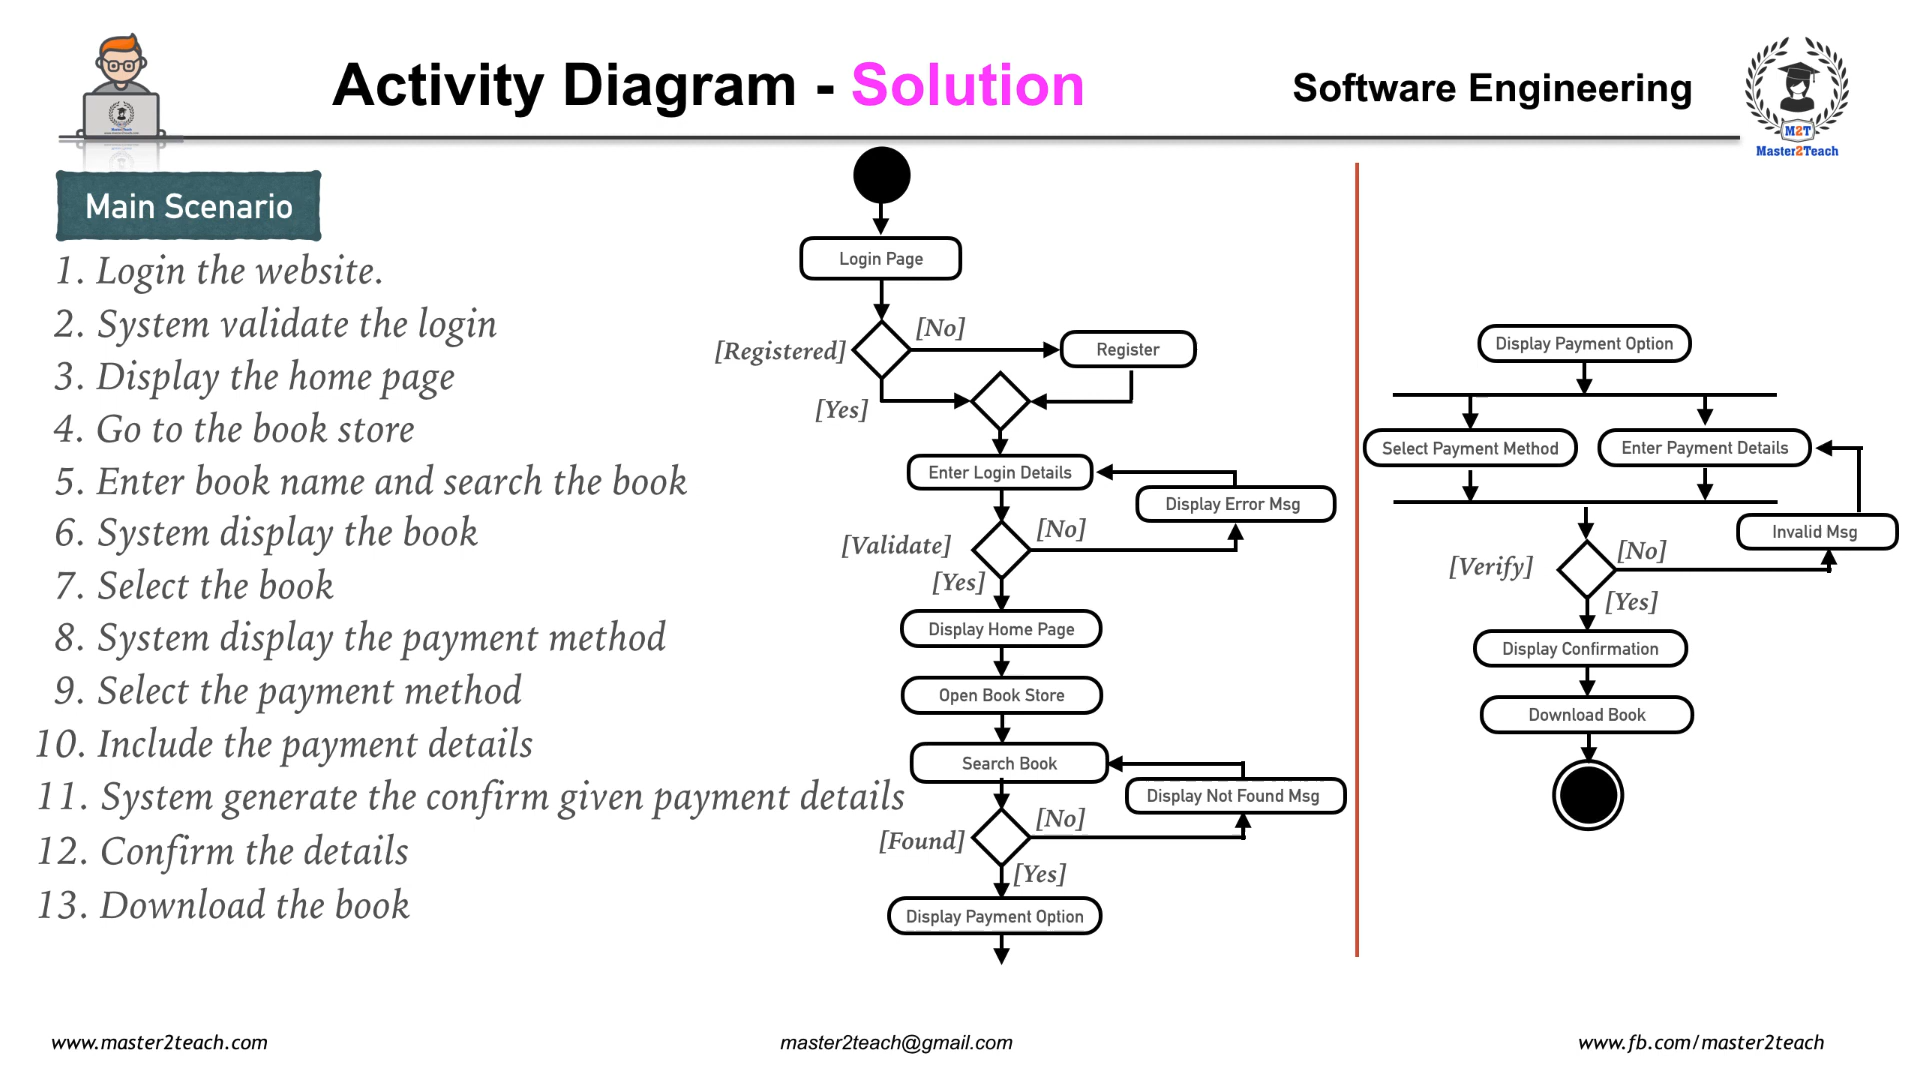 Activity Diagram - Solution
Software Engineering
M2T
Master2Teach
Main Scenario
1. Login the website.
2. System validate the login
3. Display the home page
4. Go to the book store
5. Enter book name and search the book
6. System display the book
7. Select the book
8. System display the payment method
9. Select the payment method
10. Include the payment details
11. System generate the confirm given payment details
12. Confirm the details
13. Download the book
Login Page
[Registered]
[No]
Register
[Yes]
Enter Login Details
Display Error Msg
[Validate]
[No]
[Yes]
Display Home Page
Open Book Store
Search Book
Display Not Found Msg
[Found]
[No]
[Yes]
Display Payment Option
Display Payment Option
Select Payment Method
Enter Payment Details
Invalid Msg
[Verify]
[No]
[Yes]
Display Confirmation
Download Book
www.master2teach.com
master2teach@gmail.com
www.fb.com/master2teach